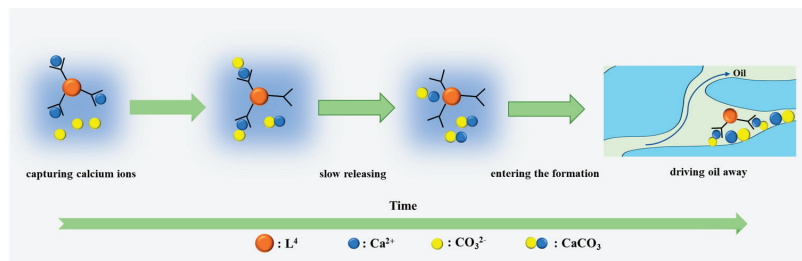 Oil
capturing calcium ions
slow releasing
entering the formation
driving oil away
Time
: L⁴
: Ca²⁺
: CO₃²⁻
: CaCO₃